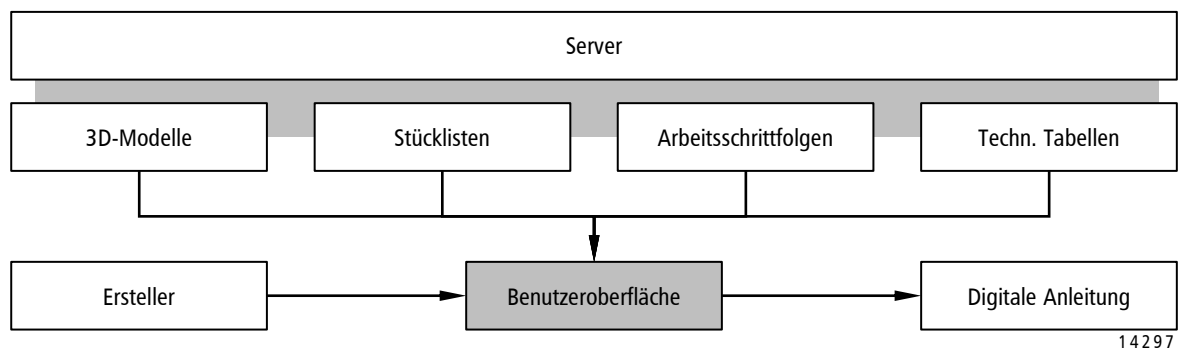 Server
3D-Modelle
Stücklisten
Arbeitsschrittfolgen
Techn. Tabellen
Ersteller
Benutzeroberfläche
Digitale Anleitung
14297